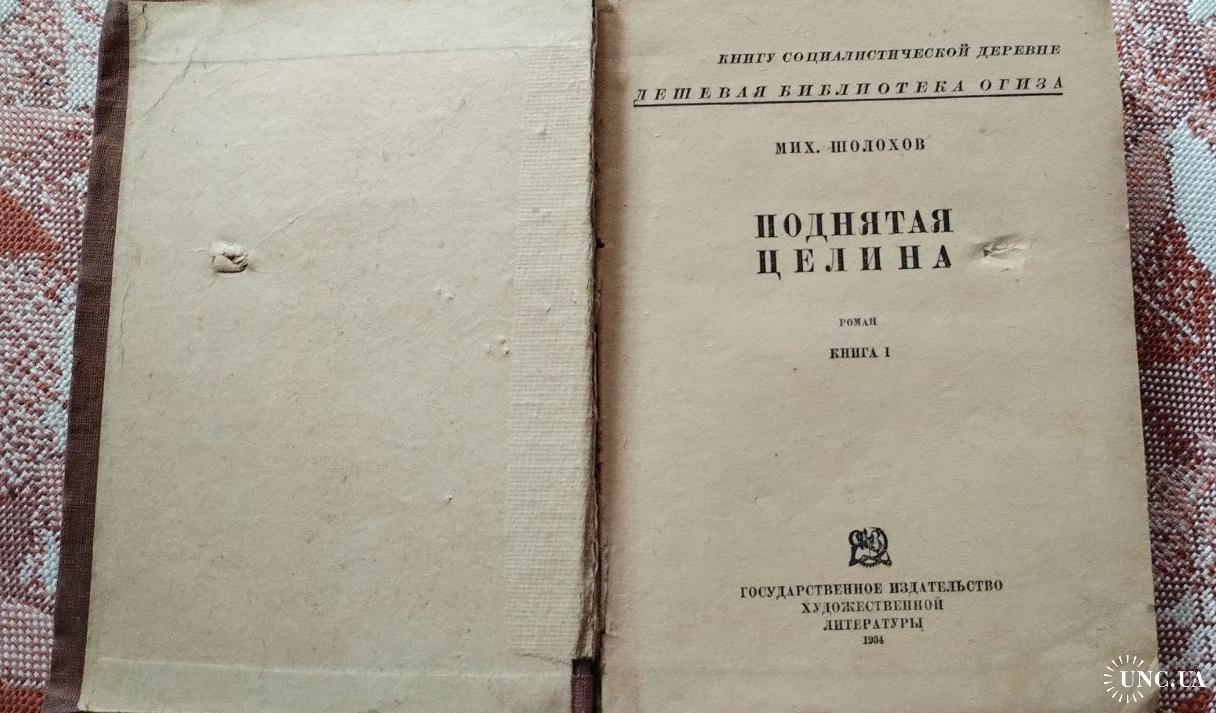 КНИГУ СОЦИАЛИСТИЧЕСКОЙ ДЕРЕВНЕ
ДЕШЕВАЯ БИБЛИОТЕКА ОГИЗА
МИХ. ШОЛОХОВ
ПОДНЯТАЯ
ЦЕЛИНА
РОМАН
КНИГА I
ГОСУДАРСТВЕННОЕ ИЗДАТЕЛЬСТВО
ХУДОЖЕСТВЕННОЙ
ЛИТЕРАТУРЫ
1934
UNC.UA